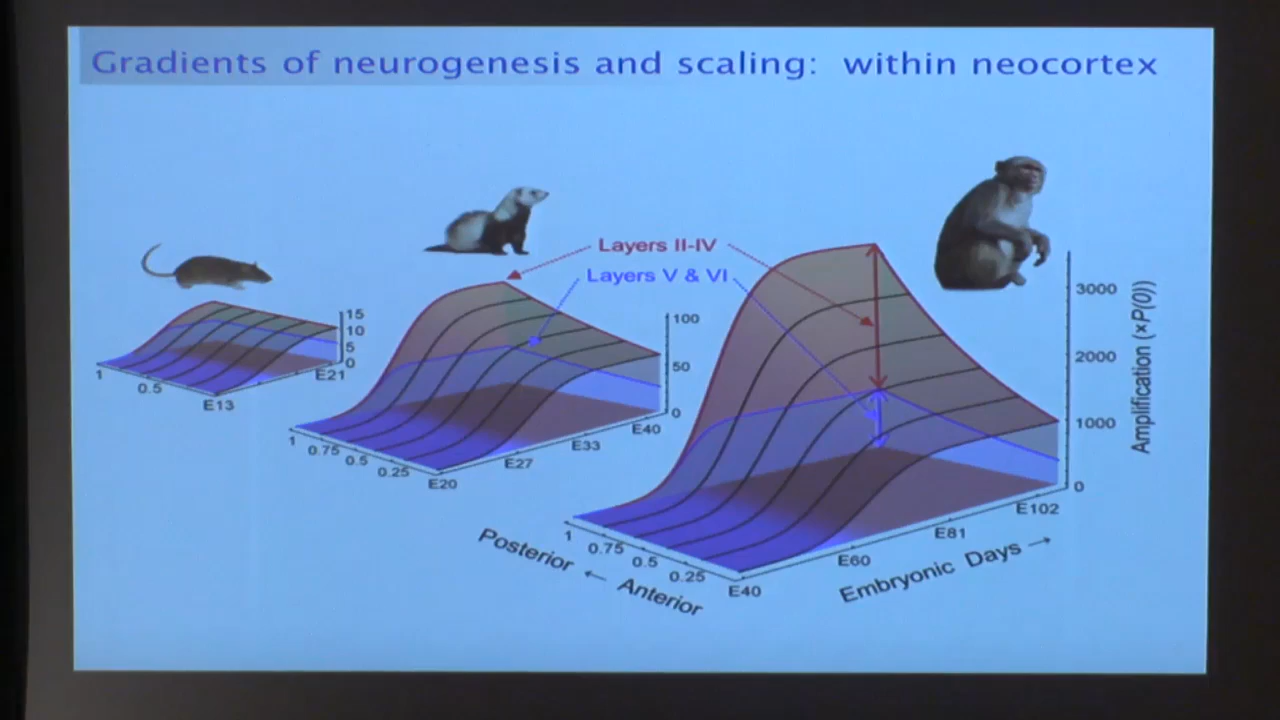 Gradients of neurogenesis and scaling: within neocortex
Layers II-IV
Layers V & VI
15
10
5
0
1
0.5
E13
E21
100
50
0
1
0.75
0.5
0.25
E20
E27
E33
E40
3000
2000
1000
0
Amplification (×P(0))
1
0.75
0.5
0.25
E40
E60
E81
E102
Posterior ← Anterior
Embryonic Days →